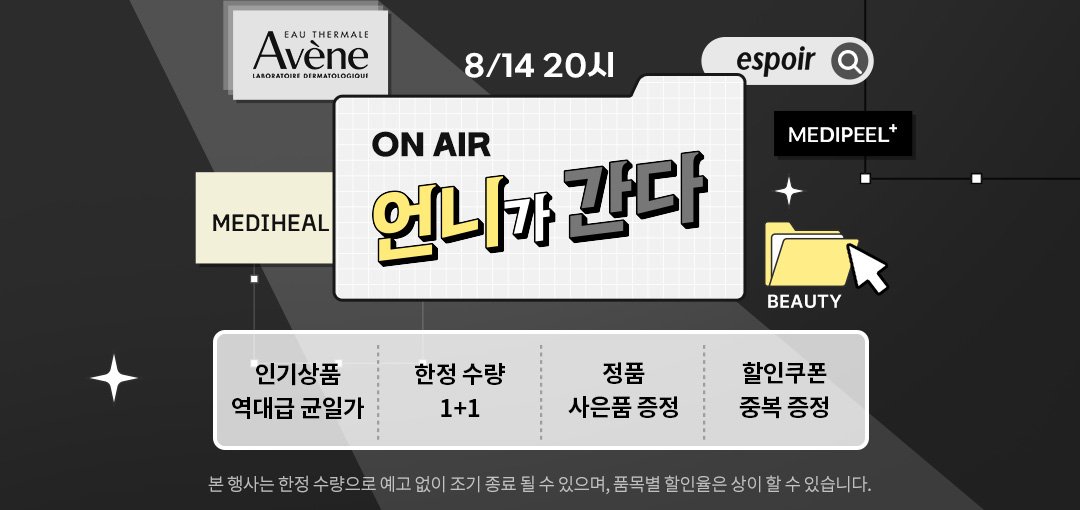 EAU THERMALE
Avène
LABORATOIRE DERMATOLOGIQUE
8/14 20시
espoir
MEDIPEEL+
ON AIR
언니가 간다
MEDIHEAL
BEAUTY
인기상품
역대급 균일가
한정 수량
1+1
정품
사은품 증정
할인쿠폰
중복 증정
본 행사는 한정 수량으로 예고 없이 조기 종료 될 수 있으며, 품목별 할인율은 상이 할 수 있습니다.